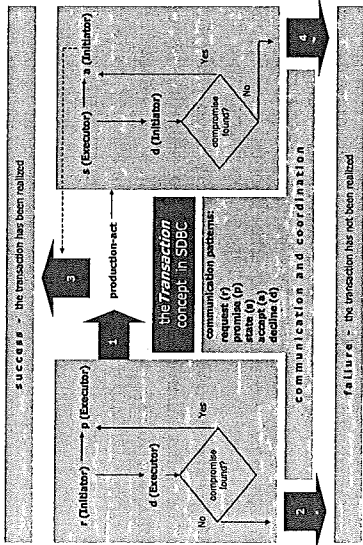 success - the transaction has been realized
r (Initiator)
p (Executor)
d (Executor)
compromise
found?
Yes
No
1
production-act
3
s (Executor)
a (Initiator)
d (Initiator)
compromise
found?
Yes
No
the Transaction
concept in SDBC
communication patterns:
request (r)
promise (p)
state (s)
accept (a)
decline (d)
communication and coordination
2
4
failure - the transaction has not been realized